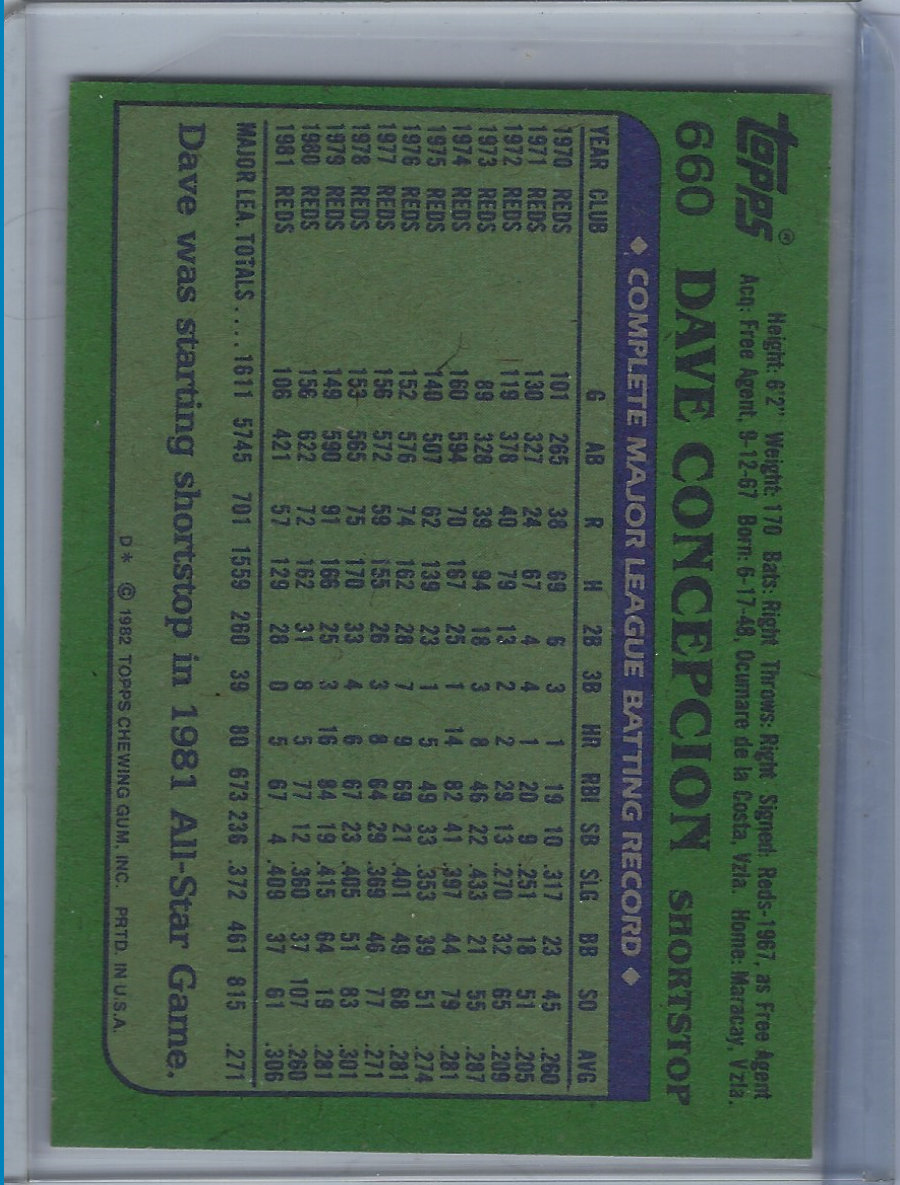 topps®
Height: 6'2" Weight: 170 Bats: Right Throws: Right Signed: Reds-1967, as Free Agent
Acq: Free Agent, 9-12-67 Born: 6-17-48, Ocumare de la Costa, Vzla. Home: Maracay, Vzla.
660 DAVE CONCEPCION SHORTSTOP
◆ COMPLETE MAJOR LEAGUE BATTING RECORD ◆
YEAR CLUB G AB R H 2B 3B HR RBI SB SLG BB SO AVG
1970 REDS 101 265 38 69 6 3 1 19 10 .317 23 45 .260
1971 REDS 130 327 24 67 4 4 1 20 9 .251 18 51 .205
1972 REDS 119 378 40 79 13 2 2 29 13 .270 32 65 .209
1973 REDS 89 328 39 94 18 3 8 46 22 .433 21 55 .287
1974 REDS 160 594 70 167 25 1 14 82 41 .397 44 79 .281
1975 REDS 140 507 62 139 23 1 5 49 33 .353 39 51 .274
1976 REDS 152 576 74 162 28 7 9 69 21 .401 49 68 .281
1977 REDS 156 572 59 155 26 3 8 64 29 .369 46 77 .271
1978 REDS 153 565 75 170 33 4 6 67 23 .405 51 83 .301
1979 REDS 149 590 91 166 25 3 16 84 19 .415 64 19 .281
1980 REDS 156 622 72 162 31 8 5 77 12 .360 37 107 .260
1981 REDS 106 421 57 129 28 0 5 67 4 .409 37 61 .306
MAJOR LEA. TOTALS .... 1611 5745 701 1559 260 39 80 673 236 .372 461 815 .271
Dave was starting shortstop in 1981 All-Star Game.
D* © 1982 TOPPS CHEWING GUM, INC. PRTD. IN U.S.A.